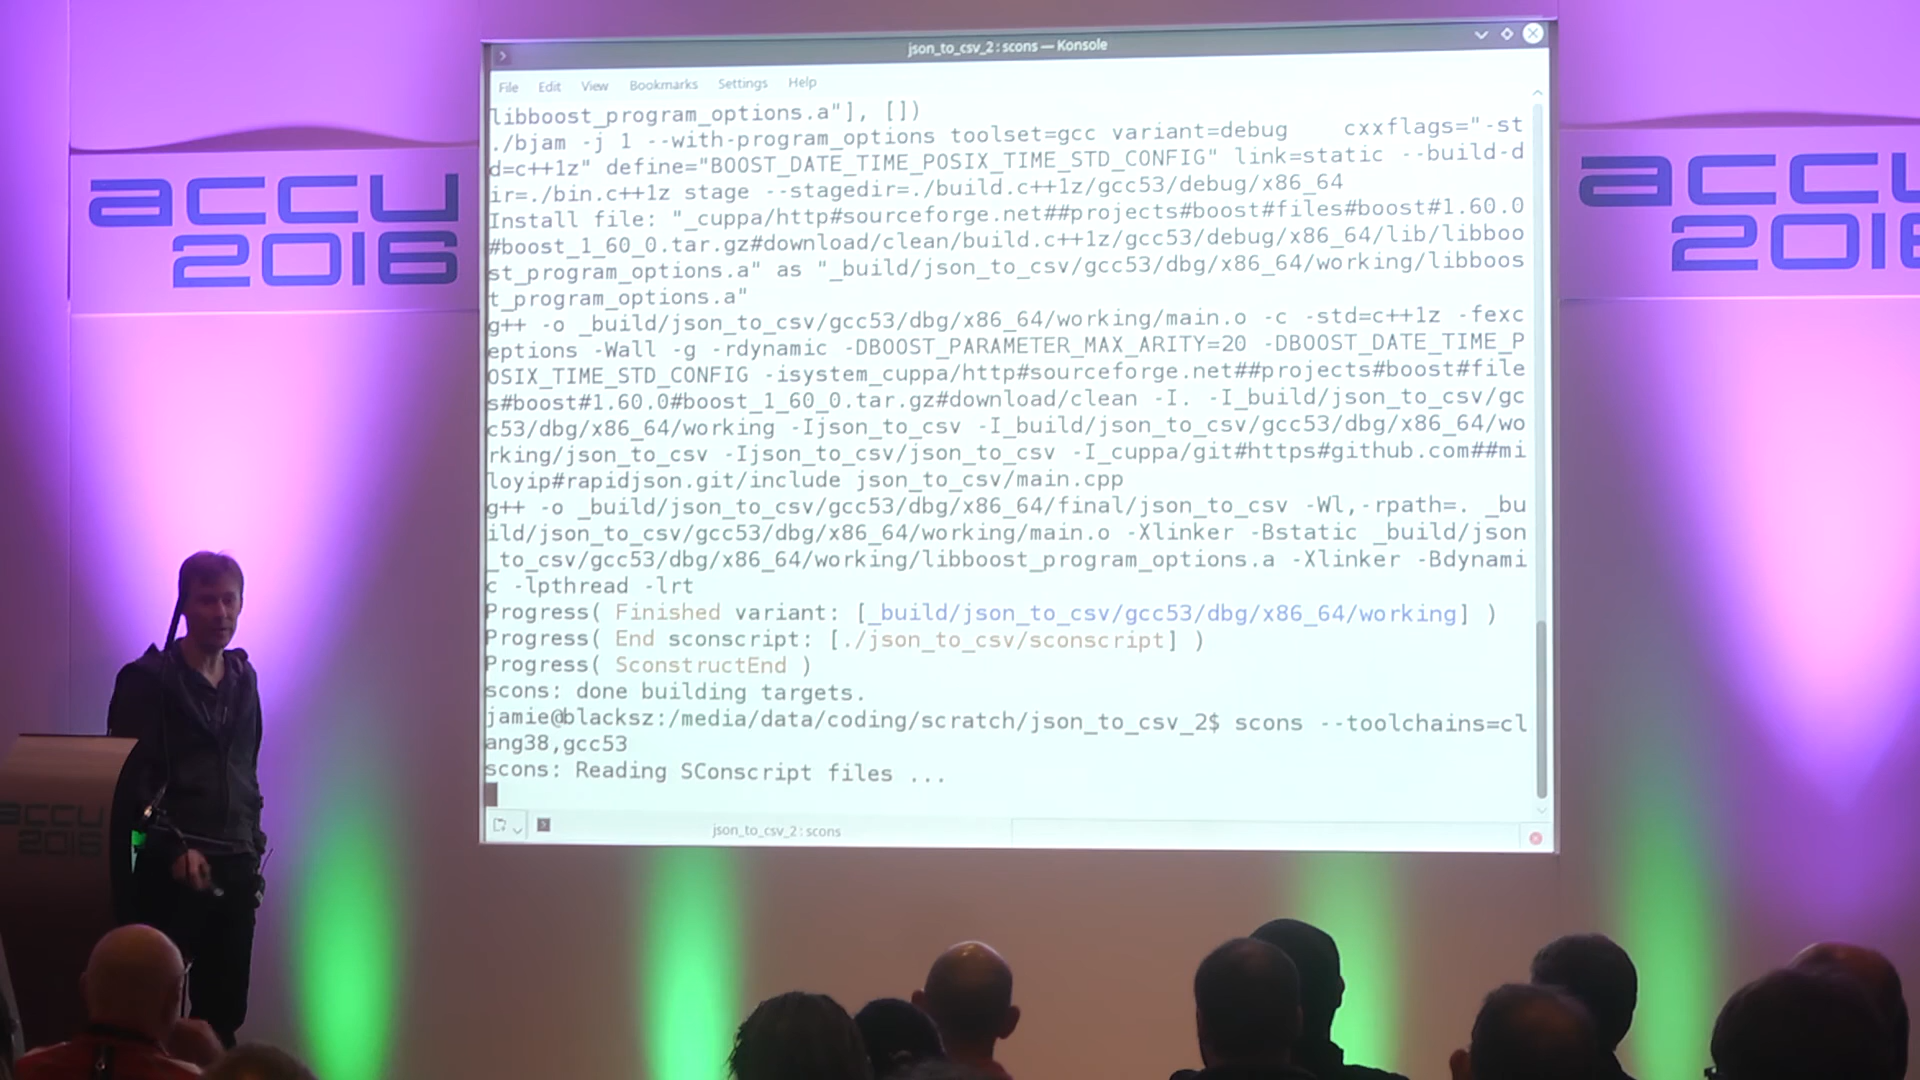 json_to_csv_2 : scons — Konsole
File Edit View Bookmarks Settings Help
libboost_program_options.a"], [])
./bjam -j 1 --with-program_options toolset=gcc variant=debug    cxxflags="-st
d=c++1z" define="BOOST_DATE_TIME_POSIX_TIME_STD_CONFIG" link=static --build-d
ir=./bin.c++1z stage --stagedir=./build.c++1z/gcc53/debug/x86_64
Install file: "_cuppa/http#sourceforge.net##projects#boost#files#boost#1.60.0
#boost_1_60_0.tar.gz#download/clean/build.c++1z/gcc53/debug/x86_64/lib/libboo
st_program_options.a" as "_build/json_to_csv/gcc53/dbg/x86_64/working/libboos
t_program_options.a"
g++ -o _build/json_to_csv/gcc53/dbg/x86_64/working/main.o -c -std=c++1z -fexc
eptions -Wall -g -rdynamic -DBOOST_PARAMETER_MAX_ARITY=20 -DBOOST_DATE_TIME_P
OSIX_TIME_STD_CONFIG -isystem_cuppa/http#sourceforge.net##projects#boost#file
s#boost#1.60.0#boost_1_60_0.tar.gz#download/clean -I. -I_build/json_to_csv/gc
c53/dbg/x86_64/working -Ijson_to_csv -I_build/json_to_csv/gcc53/dbg/x86_64/wo
rking/json_to_csv -Ijson_to_csv/json_to_csv -I_cuppa/git#https#github.com##mi
loyip#rapidjson.git/include json_to_csv/main.cpp
g++ -o _build/json_to_csv/gcc53/dbg/x86_64/final/json_to_csv -Wl,-rpath=. _bu
ild/json_to_csv/gcc53/dbg/x86_64/working/main.o -Xlinker -Bstatic _build/json
_to_csv/gcc53/dbg/x86_64/working/libboost_program_options.a -Xlinker -Bdynami
c -lpthread -lrt
Progress( Finished variant: [_build/json_to_csv/gcc53/dbg/x86_64/working] )
Progress( End sconscript: [./json_to_csv/sconscript] )
Progress( SconstructEnd )
scons: done building targets.
jamie@blacksz:/media/data/coding/scratch/json_to_csv_2$ scons --toolchains=cl
ang38,gcc53
scons: Reading SConscript files ...
json_to_csv_2 : scons
accu
2016
accu
2016
accu
2016